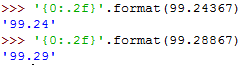 >>> '{0:.2f}'.format(99.24367)
'99.24'
>>> '{0:.2f}'.format(99.28867)
'99.29'